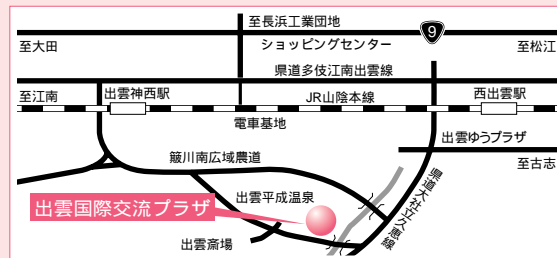 至長浜工業団地
9
至大田
ショッピングセンター
至松江
県道多伎江南出雲線
至江南
出雲神西駅
JR山陰本線
西出雲駅
電車基地
出雲ゆうプラザ
簸川南広域農道
至古志
県道大社立久恵線
出雲平成温泉
出雲国際交流プラザ
出雲斎場